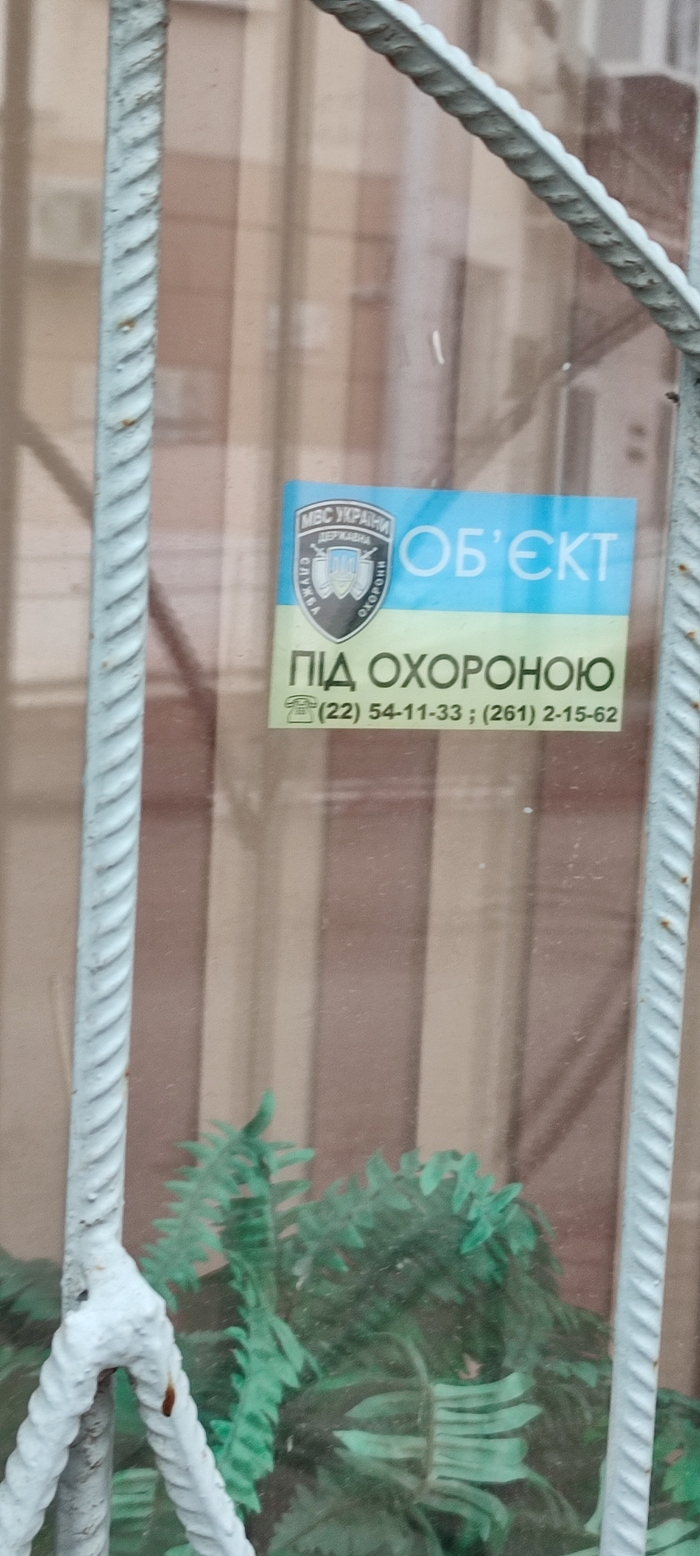 МВС УКРАЇНИ
ДЕРЖАВНА
СЛУЖБА
ОХОРОНИ
ОБ’ЄКТ
ПІД ОХОРОНОЮ
(22) 54-11-33 ; (261) 2-15-62